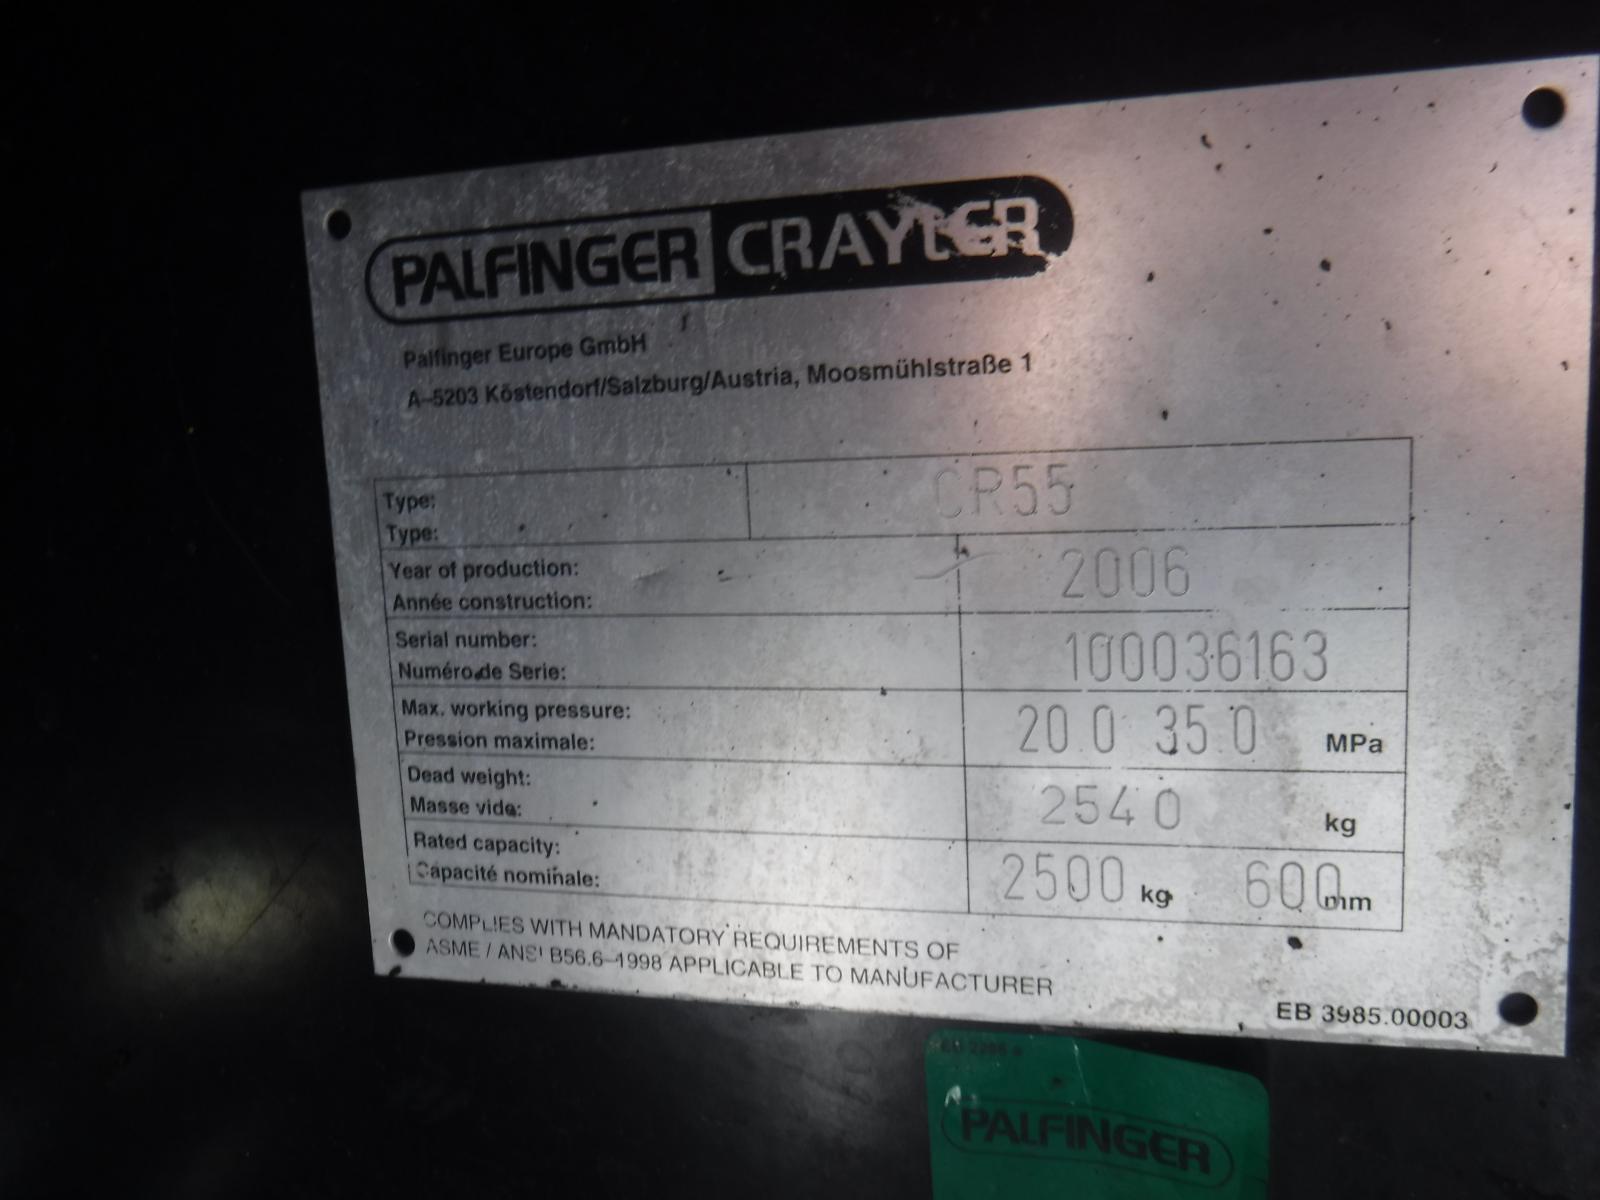 PALFINGER CRAYLER
Palfinger Europe GmbH
A-5203 Köstendorf/Salzburg/Austria, Moosmühlstraße 1
Type: CR55
Type:
Year of production: 2006
Année construction:
Serial number: 100036163
Numéro de Serie:
Max. working pressure: 20.0 35.0 MPa
Pression maximale:
Dead weight: 2540 kg
Masse vide:
Rated capacity: 2500 kg 600 mm
Capacité nominale:
COMPLIES WITH MANDATORY REQUIREMENTS OF
ASME / ANSI B56.6-1998 APPLICABLE TO MANUFACTURER
EB 3985.00003
PALFINGER